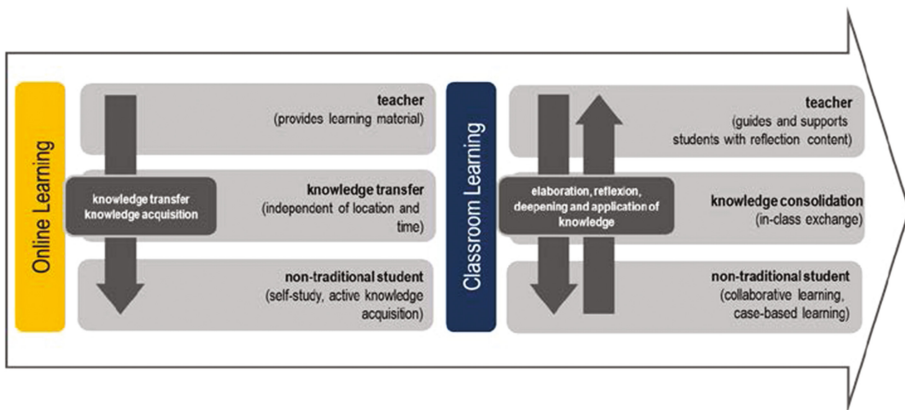 Online Learning
teacher
(provides learning material)
knowledge transfer
knowledge acquisition
knowledge transfer
(independent of location and
time)
non-traditional student
(self-study, active knowledge
acquisition)
Classroom Learning
teacher
(guides and supports
students with reflection content)
elaboration, reflexion,
deepening and application of
knowledge
knowledge consolidation
(in-class exchange)
non-traditional student
(collaborative learning,
case-based learning)